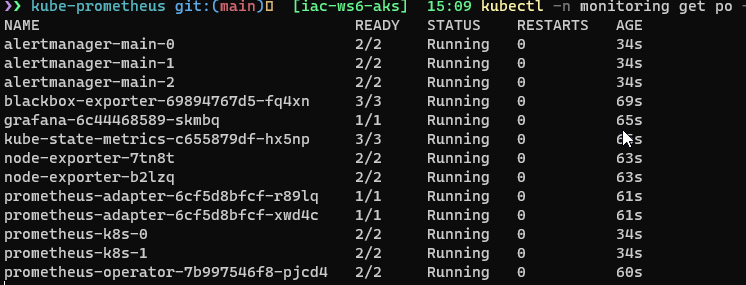 ❯❯ kube-prometheus git:(main) [iac-ws6-aks] 15:09 kubectl -n monitoring get po -
NAME READY STATUS RESTARTS AGE
alertmanager-main-0 2/2 Running 0 34s
alertmanager-main-1 2/2 Running 0 34s
alertmanager-main-2 2/2 Running 0 34s
blackbox-exporter-69894767d5-fq4xn 3/3 Running 0 69s
grafana-6c44468589-skmbq 1/1 Running 0 65s
kube-state-metrics-c655879df-hx5np 3/3 Running 0
node-exporter-7tn8t 2/2 Running 0 63s
node-exporter-b2lzq 2/2 Running 0 63s
prometheus-adapter-6cf5d8bfcf-r89lq 1/1 Running 0 61s
prometheus-adapter-6cf5d8bfcf-xwd4c 1/1 Running 0 61s
prometheus-k8s-0 2/2 Running 0 34s
prometheus-k8s-1 2/2 Running 0 34s
prometheus-operator-7b997546f8-pjcd4 2/2 Running 0 60s